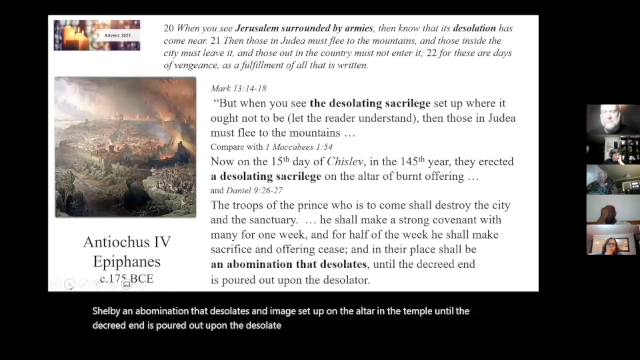 Advent 2021
20 When you see Jerusalem surrounded by armies, then know that its desolation has
come near. 21 Then those in Judea must flee to the mountains, and those inside the
city must leave it, and those out in the country must not enter it; 22 for these are days
of vengeance, as a fulfillment of all that is written.
Mark 13:14-18
“But when you see the desolating sacrilege set up where it
ought not to be (let the reader understand), then those in Judea
must flee to the mountains …
Compare with 1 Maccabees 1:54
Now on the 15th day of Chislev, in the 145th year, they erected
a desolating sacrilege on the altar of burnt offering …
and Daniel 9:26-27
The troops of the prince who is to come shall destroy the city
and the sanctuary. … he shall make a strong covenant with
many for one week, and for half of the week he shall make
sacrifice and offering cease; and in their place shall be
an abomination that desolates, until the decreed end
is poured out upon the desolator.
Antiochus IV
Epiphanes
c.175 BCE
Shelby an abomination that desolates and image set up on the altar in the temple until the
decreed end is poured out upon the desolate